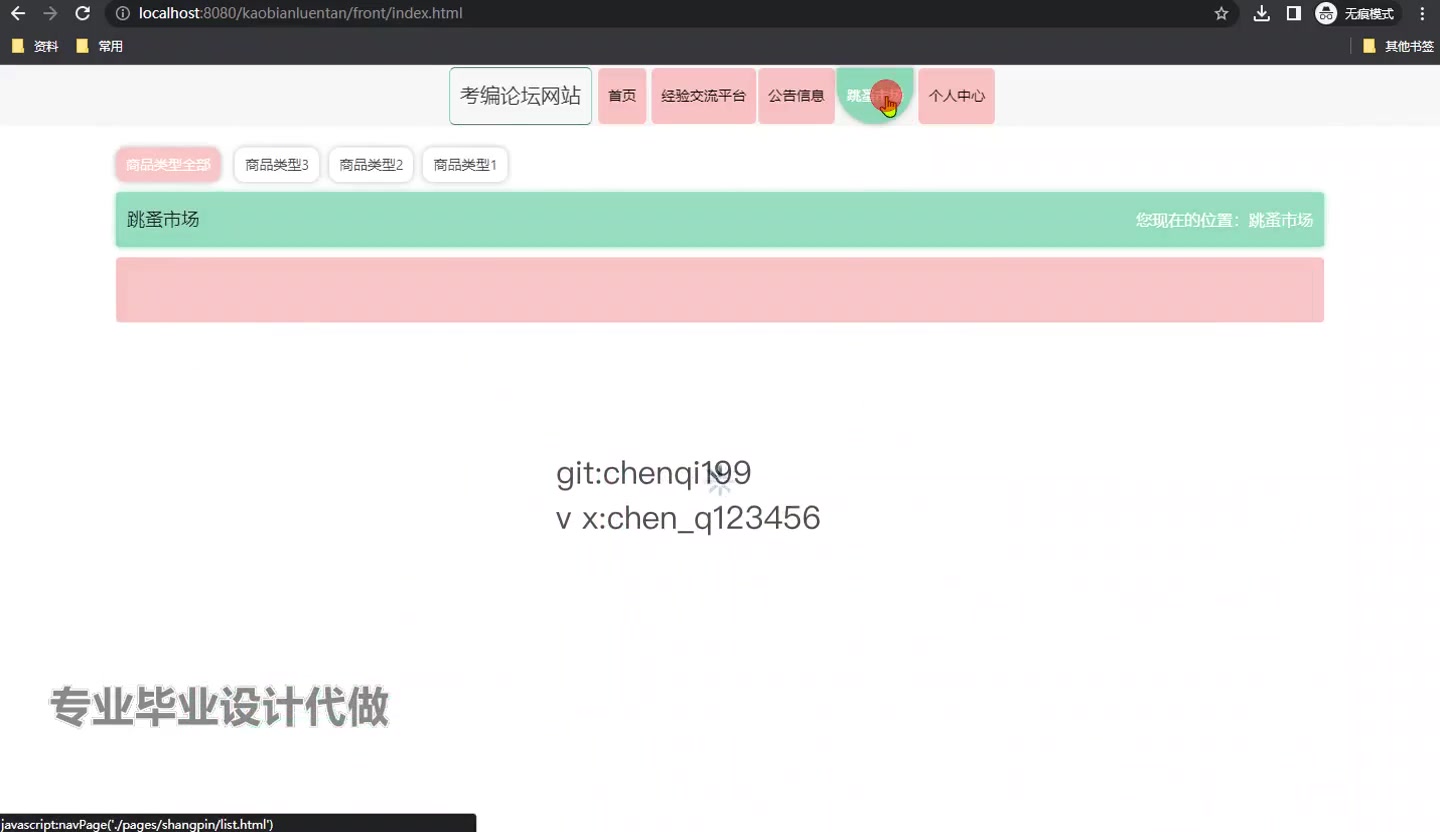 localhost:8080/kaobianluentan/front/index.html
无痕模式
资料 常用 其他书签
考编论坛网站 首页 经验交流平台 公告信息 跳蚤市场 个人中心
商品类型全部 商品类型3 商品类型2 商品类型1
跳蚤市场 您现在的位置：跳蚤市场
git:chenqi199
v x:chen_q123456
专业毕业设计代做
javascript:navPage('./pages/shangpin/list.html')